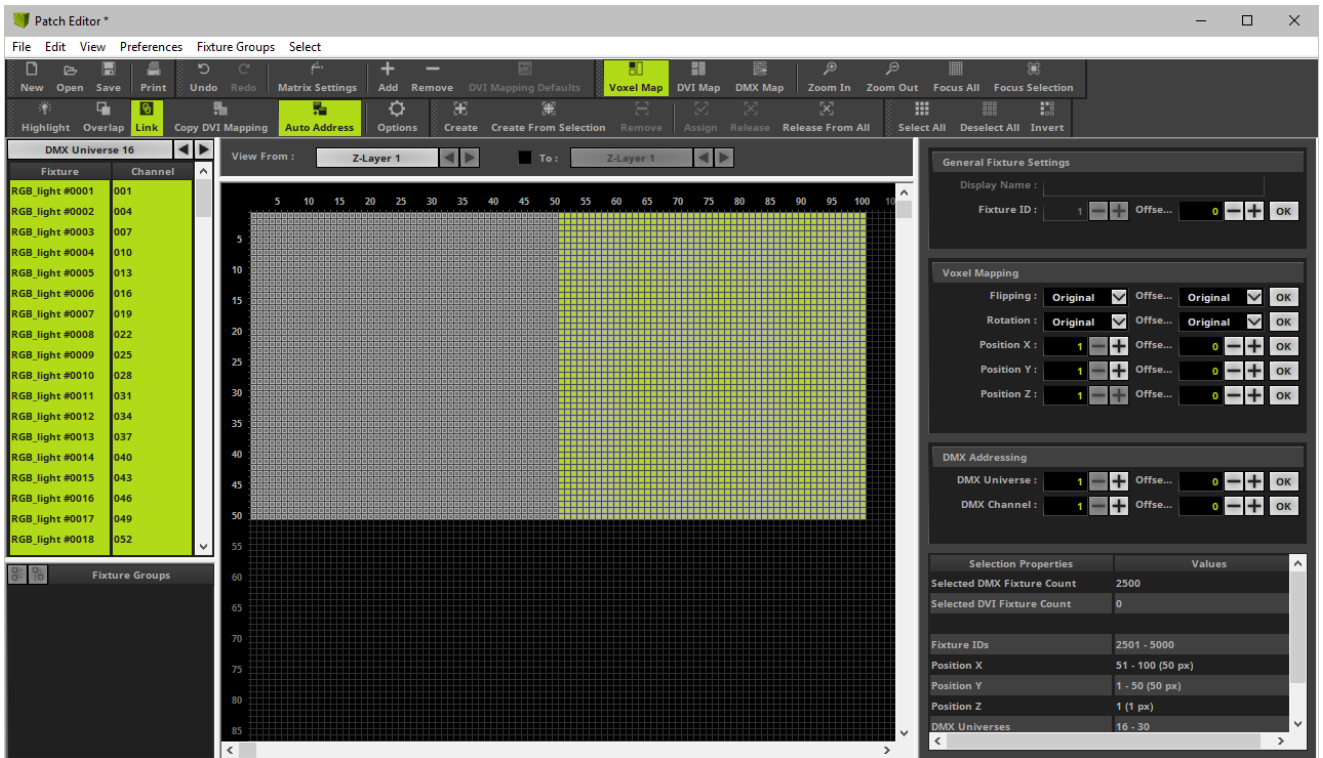 Patch Editor *
File Edit View Preferences Fixture Groups Select
New Open Save Print Undo Redo Matrix Settings Add Remove DVI Mapping Defaults Voxel Map DVI Map DMX Map Zoom In Zoom Out Focus All Focus Selection
Highlight Overlap Link Copy DVI Mapping Auto Address Options Create Create From Selection Remove Assign Release Release From All Select All Deselect All Invert
DMX Universe 16
Fixture Channel
RGB_light #0001 001
RGB_light #0002 004
RGB_light #0003 007
RGB_light #0004 010
RGB_light #0005 013
RGB_light #0006 016
RGB_light #0007 019
RGB_light #0008 022
RGB_light #0009 025
RGB_light #0010 028
RGB_light #0011 031
RGB_light #0012 034
RGB_light #0013 037
RGB_light #0014 040
RGB_light #0015 043
RGB_light #0016 046
RGB_light #0017 049
RGB_light #0018 052
Fixture Groups
View From : Z-Layer 1 To : Z-Layer 1
5 10 15 20 25 30 35 40 45 50 55 60 65 70 75 80 85 90 95 100 10
5
10
15
20
25
30
35
40
45
50
55
60
65
70
75
80
85
General Fixture Settings
Display Name :
Fixture ID : 1 Offse... 0 OK
Voxel Mapping
Flipping : Original Offse... Original OK
Rotation : Original Offse... Original OK
Position X : 1 Offse... 0 OK
Position Y : 1 Offse... 0 OK
Position Z : 1 Offse... 0 OK
DMX Addressing
DMX Universe : 1 Offse... 0 OK
DMX Channel : 1 Offse... 0 OK
Selection Properties Values
Selected DMX Fixture Count 2500
Selected DVI Fixture Count 0
Fixture IDs 2501 - 5000
Position X 51 - 100 (50 px)
Position Y 1 - 50 (50 px)
Position Z 1 (1 px)
DMX Universes 16 - 30